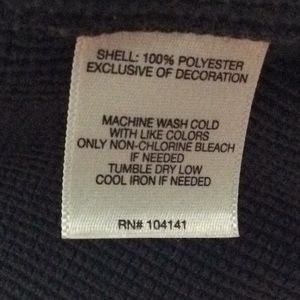 SHELL: 100% POLYESTER
EXCLUSIVE OF DECORATION
MACHINE WASH COLD
WITH LIKE COLORS
ONLY NON-CHLORINE BLEACH
IF NEEDED
TUMBLE DRY LOW
COOL IRON IF NEEDED
RN# 104141